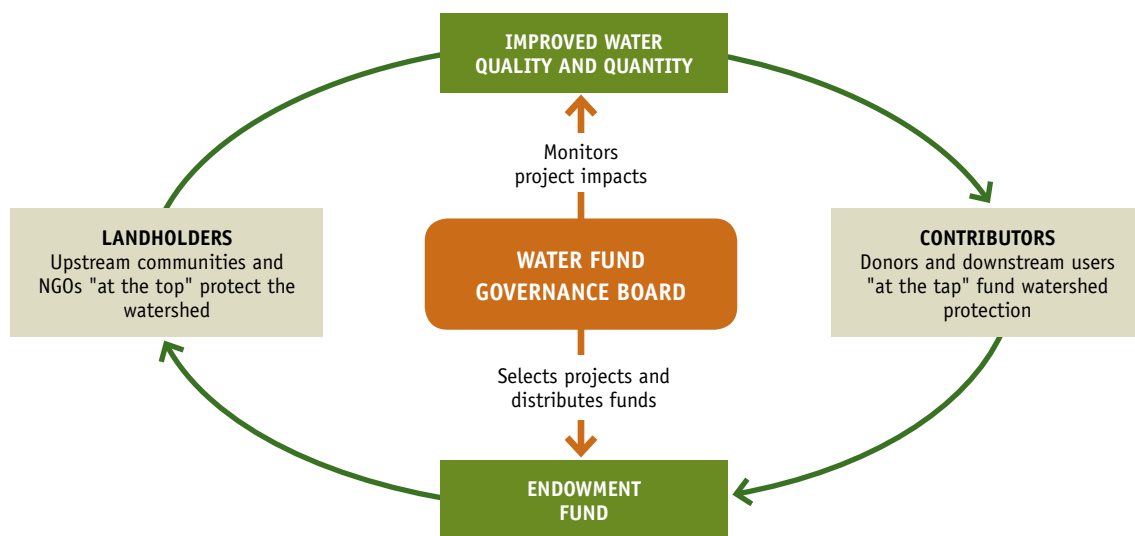 IMPROVED WATER
QUALITY AND QUANTITY
Monitors
project impacts
LANDHOLDERS
Upstream communities and
NGOs "at the top" protect the
watershed
WATER FUND
GOVERNANCE BOARD
CONTRIBUTORS
Donors and downstream users
"at the tap" fund watershed
protection
Selects projects and
distributes funds
ENDOWMENT
FUND